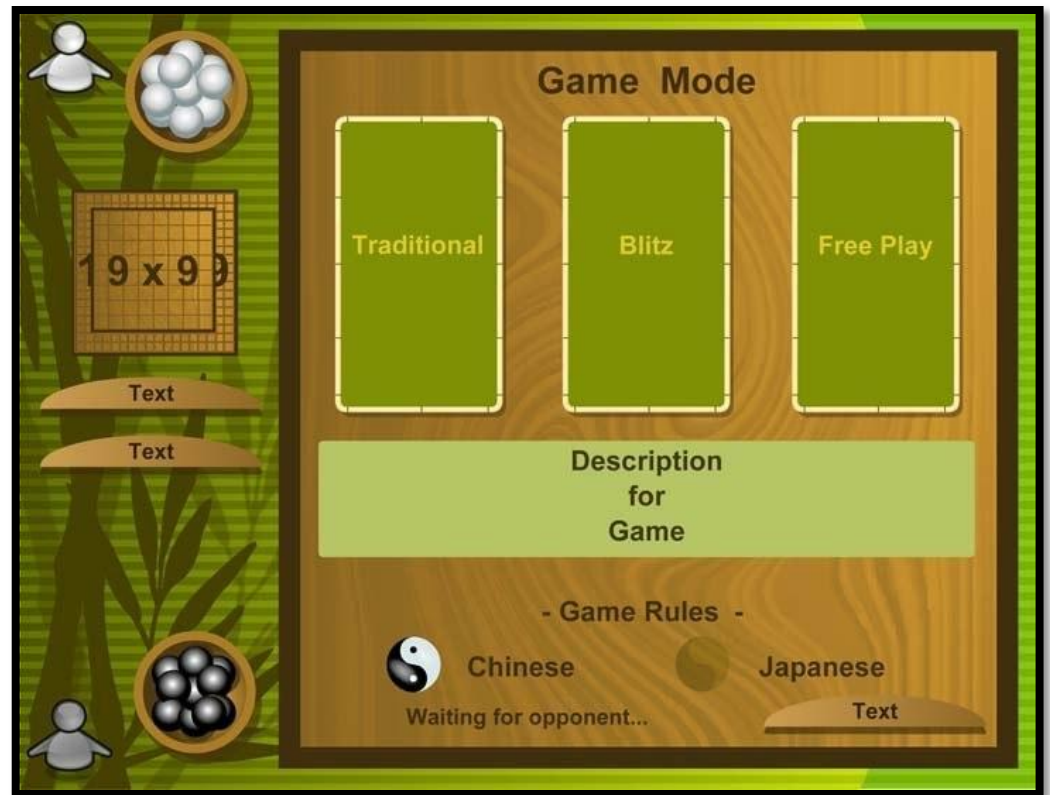 Game Mode
Traditional
Blitz
Free Play
19 x 99
Text
Text
Description
for
Game
- Game Rules -
Chinese
Japanese
Waiting for opponent...
Text